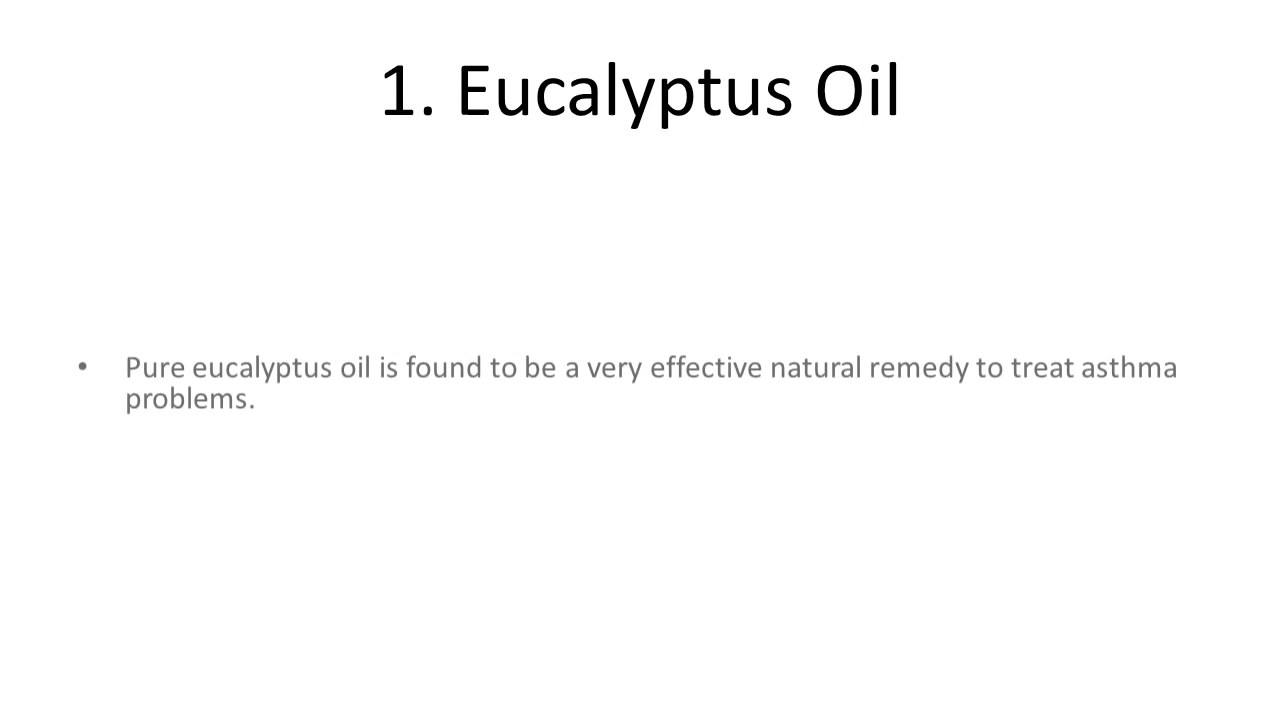 1. Eucalyptus Oil
• Pure eucalyptus oil is found to be a very effective natural remedy to treat asthma
problems.